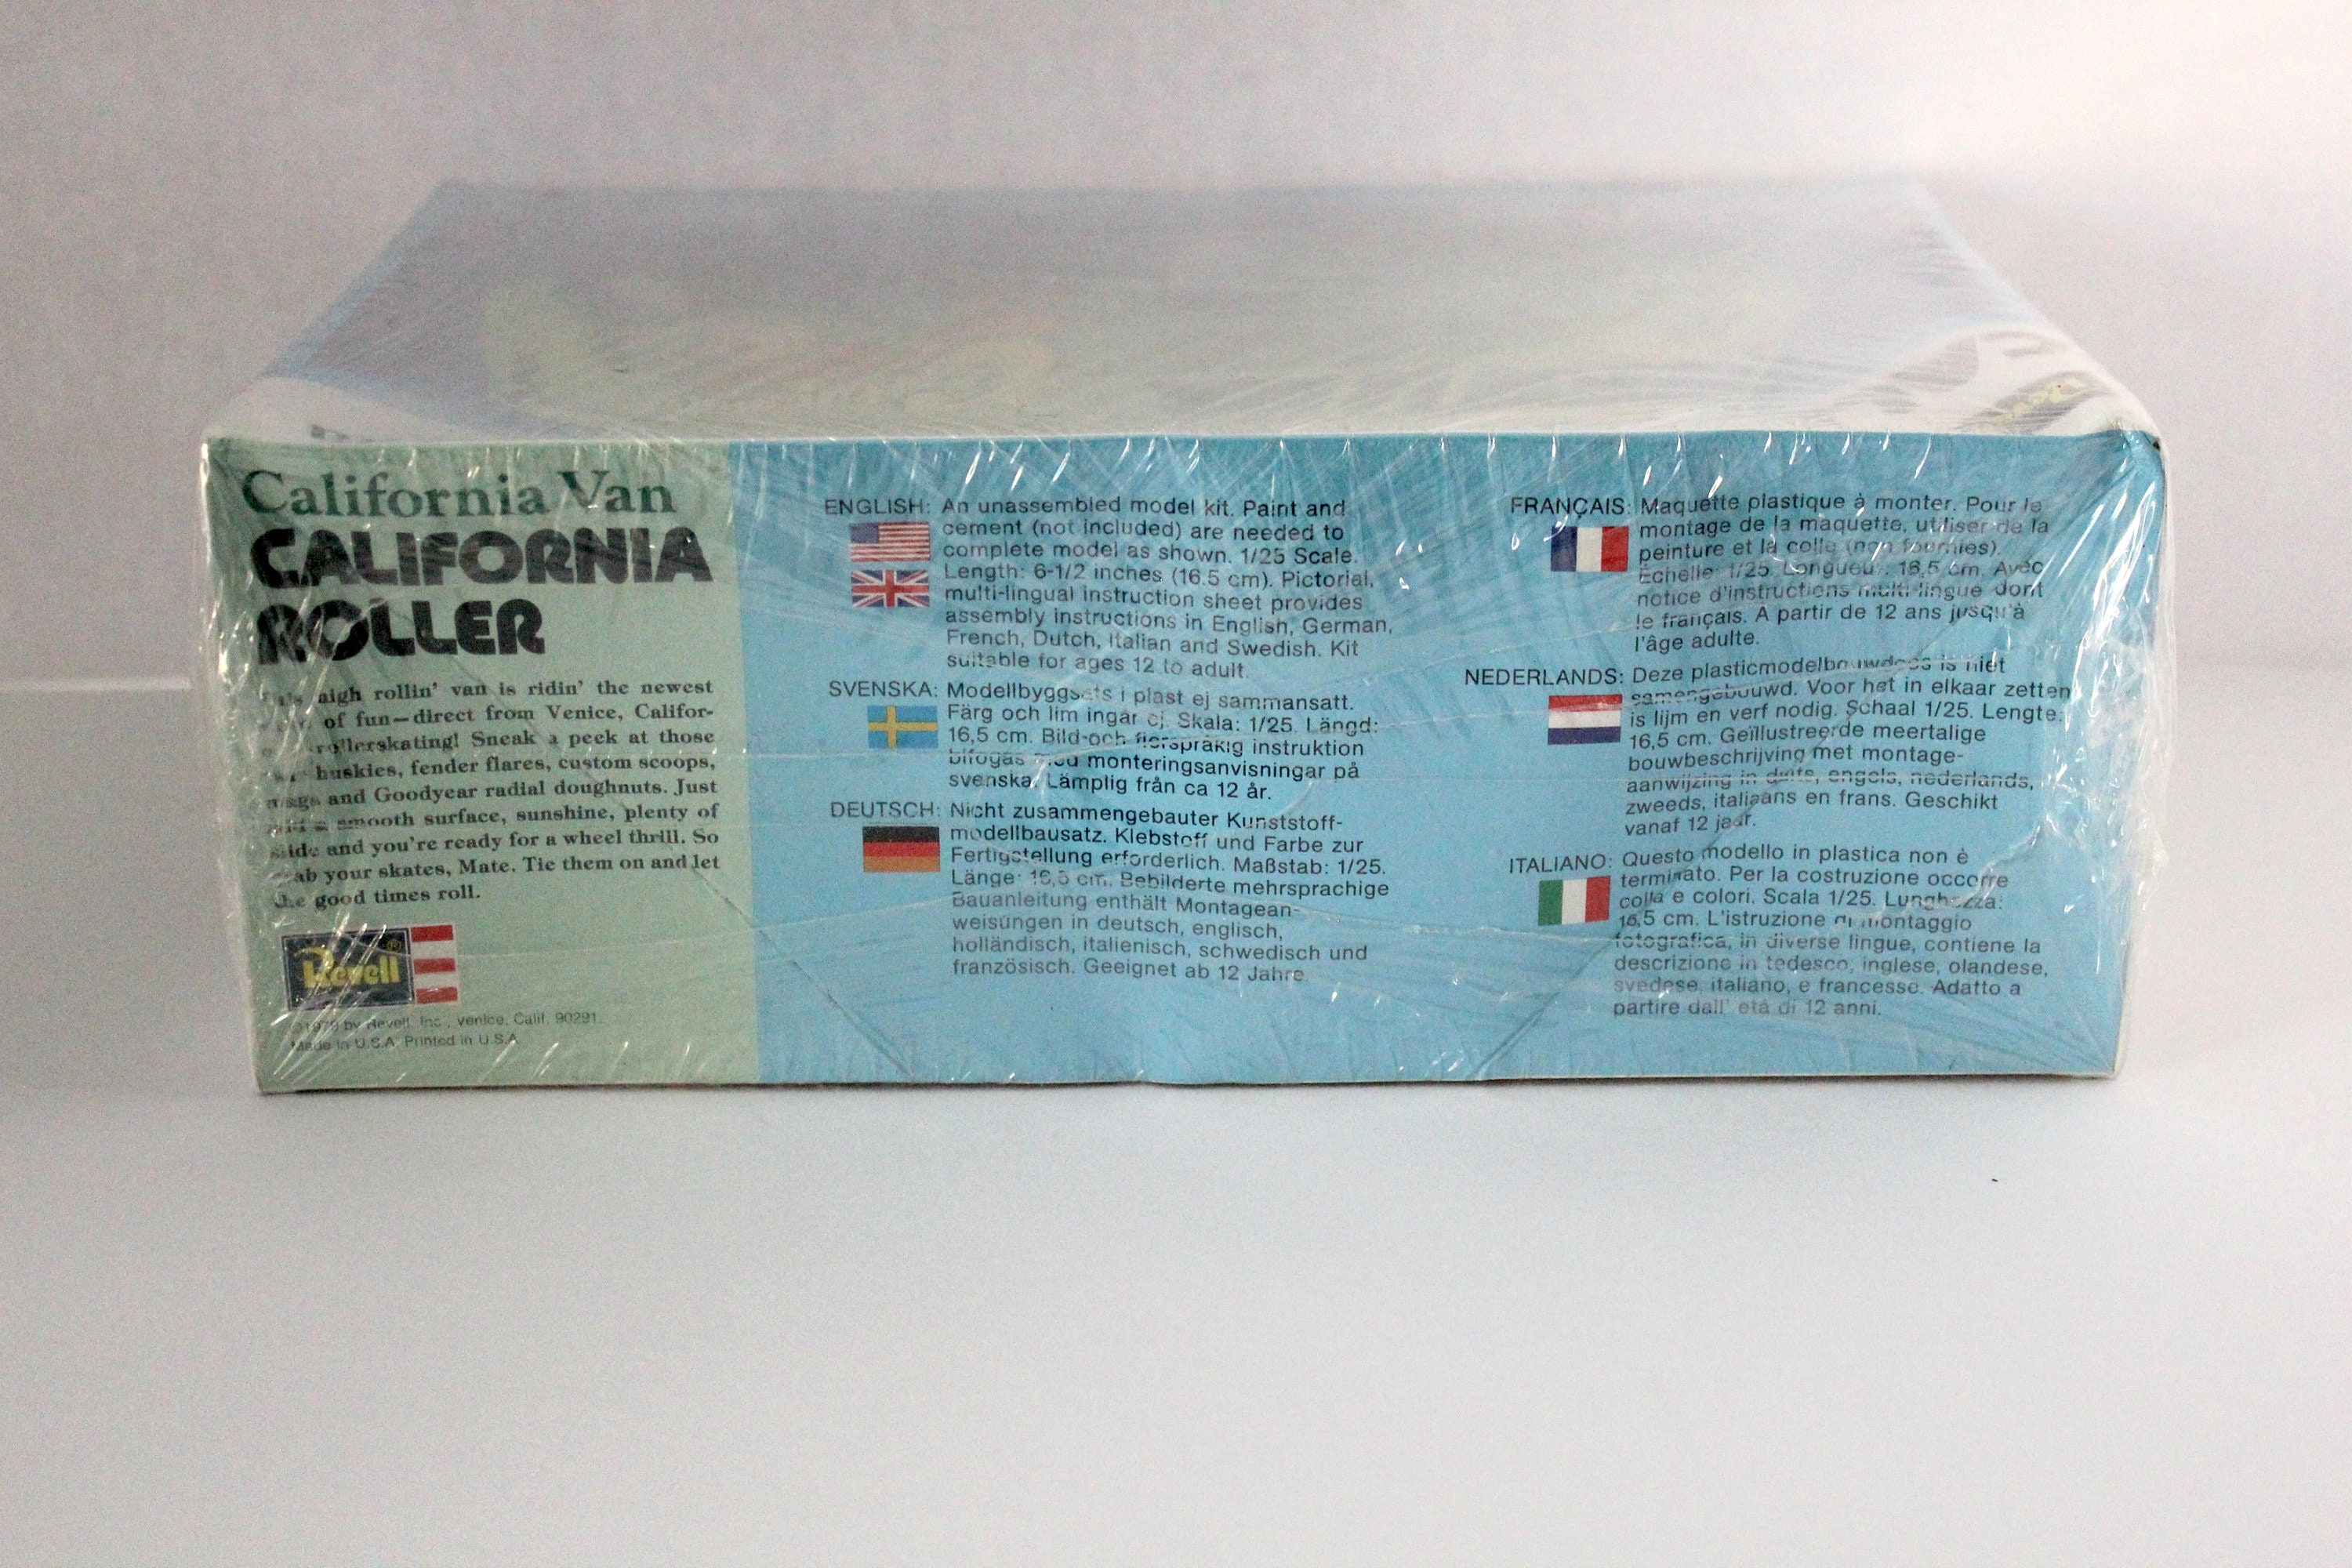 California Van
CALIFORNIA
ROLLER
high rollin' van is ridin' the newest
of fun—direct from Venice, Califor-
rollerskating! Sneak a peek at those
huskies, fender flares, custom scoops,
and Goodyear radial doughnuts. Just
smooth surface, sunshine, plenty of
and you're ready for a wheel thrill. So
your skates, Mate. Tie them on and let
the good times roll.
Revell®
by Revell, Inc., Venice, Calif. 90291.
Made in U.S.A. Printed in U.S.A.
ENGLISH: An unassembled model kit. Paint and
cement (not included) are needed to
complete model as shown. 1/25 Scale.
Length: 6-1/2 inches (16.5 cm). Pictorial,
multi-lingual instruction sheet provides
assembly instructions in English, German,
French, Dutch, Italian and Swedish. Kit
suitable for ages 12 to adult.
SVENSKA: Modellbyggsats i plast ej sammansatt.
Färg och lim ingår ej. Skala: 1/25. Längd:
16,5 cm. Bild-och flerspråkig instruktion
bifogas med monteringsanvisningar på
svenska. Lämplig från ca 12 år.
DEUTSCH: Nicht zusammengebauter Kunststoff-
modellbausatz. Klebstoff und Farbe zur
Fertigstellung erforderlich. Maßstab: 1/25.
Länge: 16,5 cm. Bebilderte mehrsprachige
Bauanleitung enthält Montagean-
weisungen in deutsch, englisch,
holländisch, italienisch, schwedisch und
französisch. Geeignet ab 12 Jahre.
FRANÇAIS: Maquette plastique à monter. Pour le
montage de la maquette, utiliser de la
peinture et la colle (non fournies).
Échelle: 1/25. Longueur: 16,5 cm. Avec
notice d'instructions multi-lingue dont
le français. A partir de 12 ans jusqu'à
l'âge adulte.
NEDERLANDS: Deze plasticmodelbouwdoos is niet
samengebouwd. Voor het in elkaar zetten
is lijm en verf nodig. Schaal 1/25. Lengte:
16,5 cm. Geïllustreerde meertalige
bouwbeschrijving met montage-
aanwijzing in duits, engels, nederlands,
zweeds, italiaans en frans. Geschikt
vanaf 12 jaar.
ITALIANO: Questo modello in plastica non è
terminato. Per la costruzione occorre
colla e colori. Scala 1/25. Lunghezza:
16,5 cm. L'istruzione di montaggio
fotografica, in diverse lingue, contiene la
descrizione in tedesco, inglese, olandese,
svedese, italiano, e francesse. Adatto a
partire dall' etá di 12 anni.